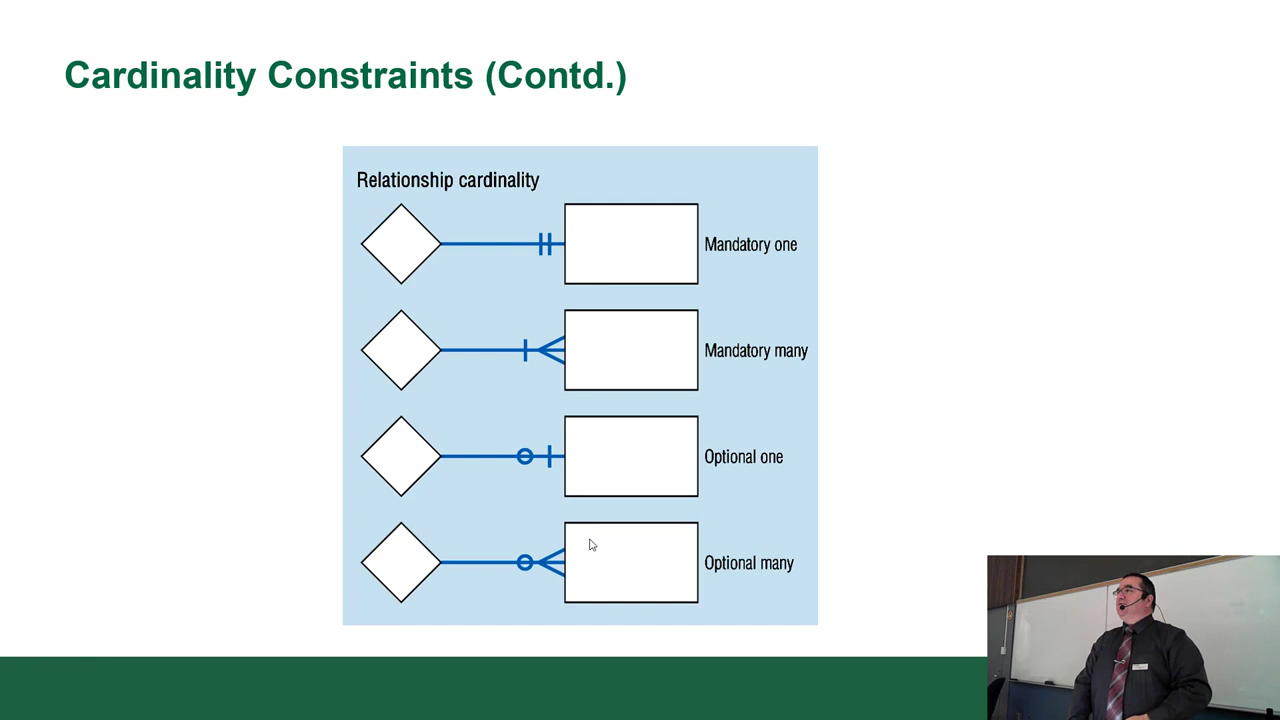 Cardinality Constraints (Contd.)
Relationship cardinality
Mandatory one
Mandatory many
Optional one
Optional many